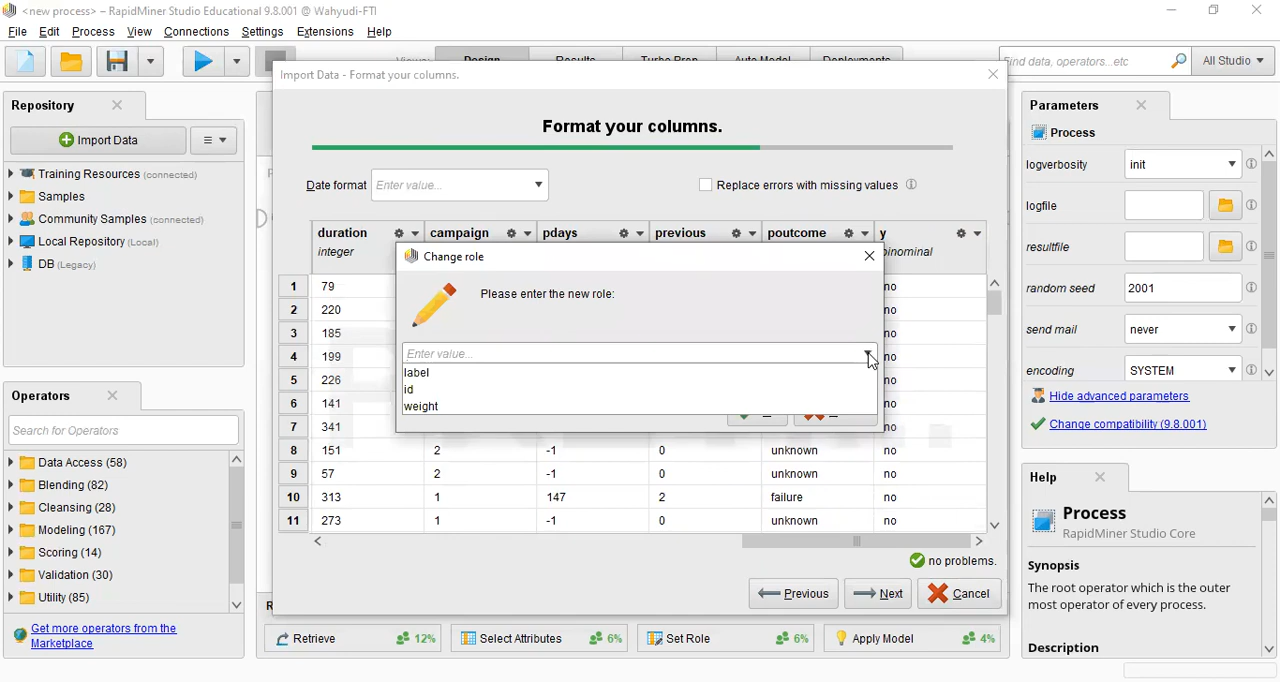 <new process> – RapidMiner Studio Educational 9.8.001 @ Wahyudi-FTI
File Edit Process View Connections Settings Extensions Help
Find data, operators...etc All Studio
Import Data - Format your columns.
Repository
Import Data
Training Resources (connected)
Samples
Community Samples (connected)
Local Repository (Local)
DB (Legacy)
Operators
Search for Operators
Data Access (58)
Blending (82)
Cleansing (28)
Modeling (167)
Scoring (14)
Validation (30)
Utility (85)
Get more operators from the
Marketplace
Format your columns.
Date format Enter value... Replace errors with missing values
duration campaign pdays previous poutcome y
integer binominal
Change role
Please enter the new role:
Enter value...
label
id
weight
1 79 no
2 220 no
3 185 no
4 199 no
5 226 no
6 141 no
7 341 no
8 151 2 -1 0 unknown no
9 57 2 -1 0 unknown no
10 313 1 147 2 failure no
11 273 1 -1 0 unknown no
no problems.
Previous Next Cancel
Retrieve 12% Select Attributes 6% Set Role 6% Apply Model 4%
Parameters
Process
logverbosity init
logfile
resultfile
random seed 2001
send mail never
encoding SYSTEM
Hide advanced parameters
Change compatibility (9.8.001)
Help
Process
RapidMiner Studio Core
Synopsis
The root operator which is the outer
most operator of every process.
Description